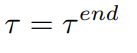 τ = τ^{end}